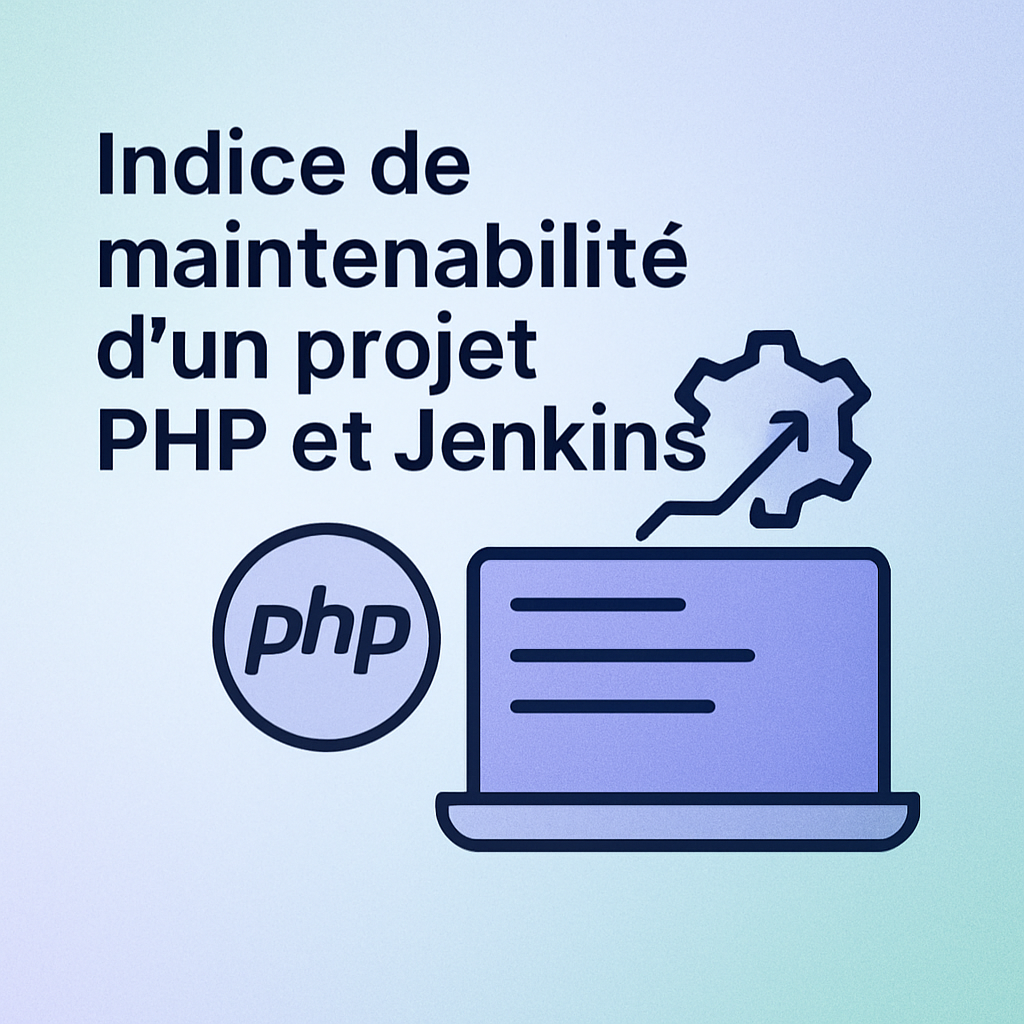 Indice de
maintenabilité
d’un projet
PHP et Jenkins
php